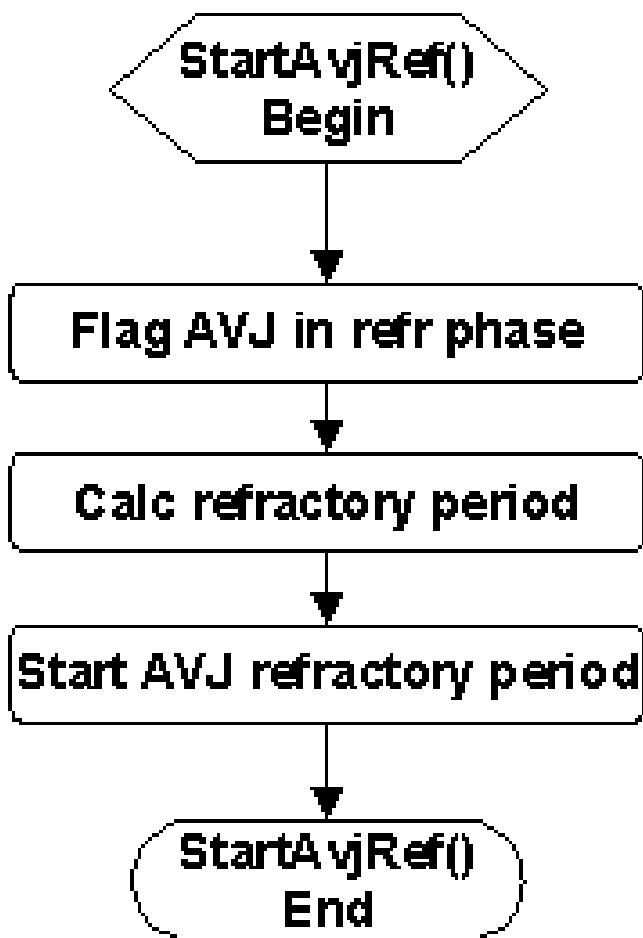 StartAvjRef()
Begin
Flag AVJ in refr phase
Calc refractory period
Start AVJ refractory period
StartAvjRef()
End